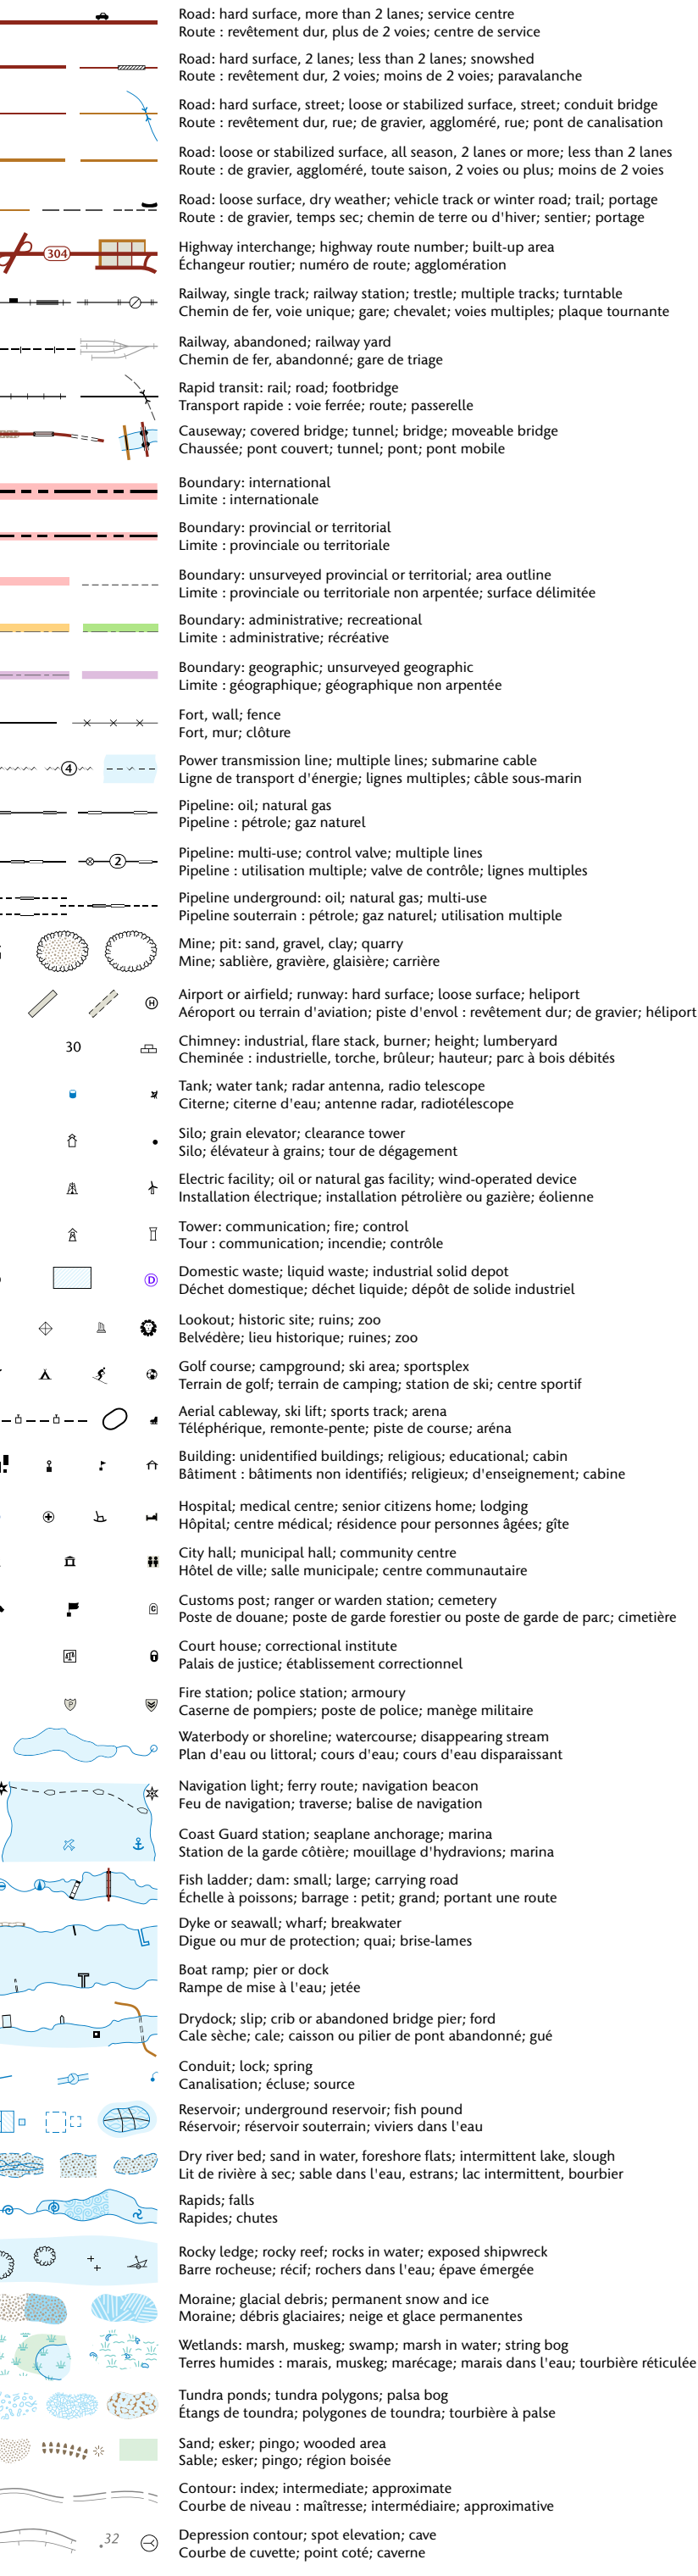 Road: hard surface, more than 2 lanes; service centre
Route : revêtement dur, plus de 2 voies; centre de service
Road: hard surface, 2 lanes; less than 2 lanes; snowshed
Route : revêtement dur, 2 voies; moins de 2 voies; paravalanche
Road: hard surface, street; loose or stabilized surface, street; conduit bridge
Route : revêtement dur, rue; de gravier, aggloméré, rue; pont de canalisation
Road: loose or stabilized surface, all season, 2 lanes or more; less than 2 lanes
Route : de gravier, aggloméré, toute saison, 2 voies ou plus; moins de 2 voies
Road: loose surface, dry weather; vehicle track or winter road; trail; portage
Route : de gravier, temps sec; chemin de terre ou d'hiver; sentier; portage
304
Highway interchange; highway route number; built-up area
Échangeur routier; numéro de route; agglomération
Railway, single track; railway station; trestle; multiple tracks; turntable
Chemin de fer, voie unique; gare; chevalet; voies multiples; plaque tournante
Railway, abandoned; railway yard
Chemin de fer, abandonné; gare de triage
Rapid transit: rail; road; footbridge
Transport rapide : voie ferrée; route; passerelle
Causeway; covered bridge; tunnel; bridge; moveable bridge
Chaussée; pont couvert; tunnel; pont; pont mobile
Boundary: international
Limite : internationale
Boundary: provincial or territorial
Limite : provinciale ou territoriale
Boundary: unsurveyed provincial or territorial; area outline
Limite : provinciale ou territoriale non arpentée; surface délimitée
Boundary: administrative; recreational
Limite : administrative; récréative
Boundary: geographic; unsurveyed geographic
Limite : géographique; géographique non arpentée
Fort, wall; fence
Fort, mur; clôture
4
Power transmission line; multiple lines; submarine cable
Ligne de transport d'énergie; lignes multiples; câble sous-marin
Pipeline: oil; natural gas
Pipeline : pétrole; gaz naturel
2
Pipeline: multi-use; control valve; multiple lines
Pipeline : utilisation multiple; valve de contrôle; lignes multiples
Pipeline underground: oil; natural gas; multi-use
Pipeline souterrain : pétrole; gaz naturel; utilisation multiple
Mine; pit: sand, gravel, clay; quarry
Mine; sablière, gravière, glaisière; carrière
H
Airport or airfield; runway: hard surface; loose surface; heliport
Aéroport ou terrain d'aviation; piste d'envol : revêtement dur; de gravier; héliport
30
Chimney: industrial, flare stack, burner; height; lumberyard
Cheminée : industrielle, torche, brûleur; hauteur; parc à bois débités
Tank; water tank; radar antenna, radio telescope
Citerne; citerne d'eau; antenne radar, radiotélescope
Silo; grain elevator; clearance tower
Silo; élévateur à grains; tour de dégagement
Electric facility; oil or natural gas facility; wind-operated device
Installation électrique; installation pétrolière ou gazière; éolienne
Tower: communication; fire; control
Tour : communication; incendie; contrôle
D
Domestic waste; liquid waste; industrial solid depot
Déchet domestique; déchet liquide; dépôt de solide industriel
Lookout; historic site; ruins; zoo
Belvédère; lieu historique; ruines; zoo
Golf course; campground; ski area; sportsplex
Terrain de golf; terrain de camping; station de ski; centre sportif
Aerial cableway, ski lift; sports track; arena
Téléphérique, remonte-pente; piste de course; aréna
Building: unidentified buildings; religious; educational; cabin
Bâtiment : bâtiments non identifiés; religieux; d'enseignement; cabine
Hospital; medical centre; senior citizens home; lodging
Hôpital; centre médical; résidence pour personnes âgées; gîte
City hall; municipal hall; community centre
Hôtel de ville; salle municipale; centre communautaire
C
Customs post; ranger or warden station; cemetery
Poste de douane; poste de garde forestier ou poste de garde de parc; cimetière
Court house; correctional institute
Palais de justice; établissement correctionnel
P
Fire station; police station; armoury
Caserne de pompiers; poste de police; manège militaire
Waterbody or shoreline; watercourse; disappearing stream
Plan d'eau ou littoral; cours d'eau; cours d'eau disparaissant
Navigation light; ferry route; navigation beacon
Feu de navigation; traverse; balise de navigation
Coast Guard station; seaplane anchorage; marina
Station de la garde côtière; mouillage d'hydravions; marina
Fish ladder; dam: small; large; carrying road
Échelle à poissons; barrage : petit; grand; portant une route
Dyke or seawall; wharf; breakwater
Digue ou mur de protection; quai; brise-lames
Boat ramp; pier or dock
Rampe de mise à l'eau; jetée
Drydock; slip; crib or abandoned bridge pier; ford
Cale sèche; cale; caisson ou pilier de pont abandonné; gué
Conduit; lock; spring
Canalisation; écluse; source
Reservoir; underground reservoir; fish pound
Réservoir; réservoir souterrain; viviers dans l'eau
Dry river bed; sand in water, foreshore flats; intermittent lake, slough
Lit de rivière à sec; sable dans l'eau, estrans; lac intermittent, bourbier
Rapids; falls
Rapides; chutes
Rocky ledge; rocky reef; rocks in water; exposed shipwreck
Barre rocheuse; récif; rochers dans l'eau; épave émergée
Moraine; glacial debris; permanent snow and ice
Moraine; débris glaciaires; neige et glace permanentes
Wetlands: marsh, muskeg; swamp; marsh in water; string bog
Terres humides : marais, muskeg; marécage; marais dans l'eau; tourbière réticulée
Tundra ponds; tundra polygons; palsa bog
Étangs de toundra; polygones de toundra; tourbière à palse
Sand; esker; pingo; wooded area
Sable; esker; pingo; région boisée
Contour: index; intermediate; approximate
Courbe de niveau : maîtresse; intermédiaire; approximative
.32
Depression contour; spot elevation; cave
Courbe de cuvette; point coté; caverne